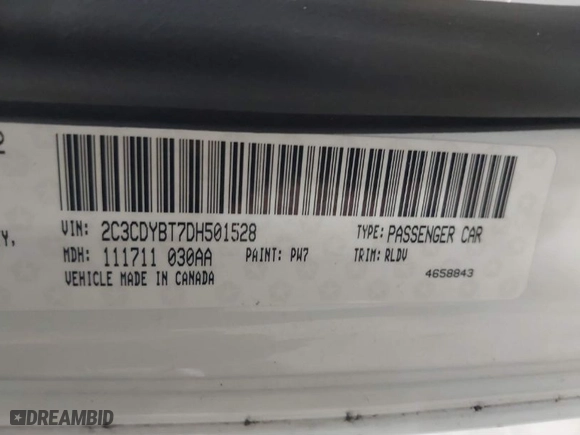 VIN: 2C3CDYBT7DH501528 TYPE: PASSENGER CAR
MDH: 111711 030AA PAINT: PW7 TRIM: RLDV
VEHICLE MADE IN CANADA 4658843
DREAMBID